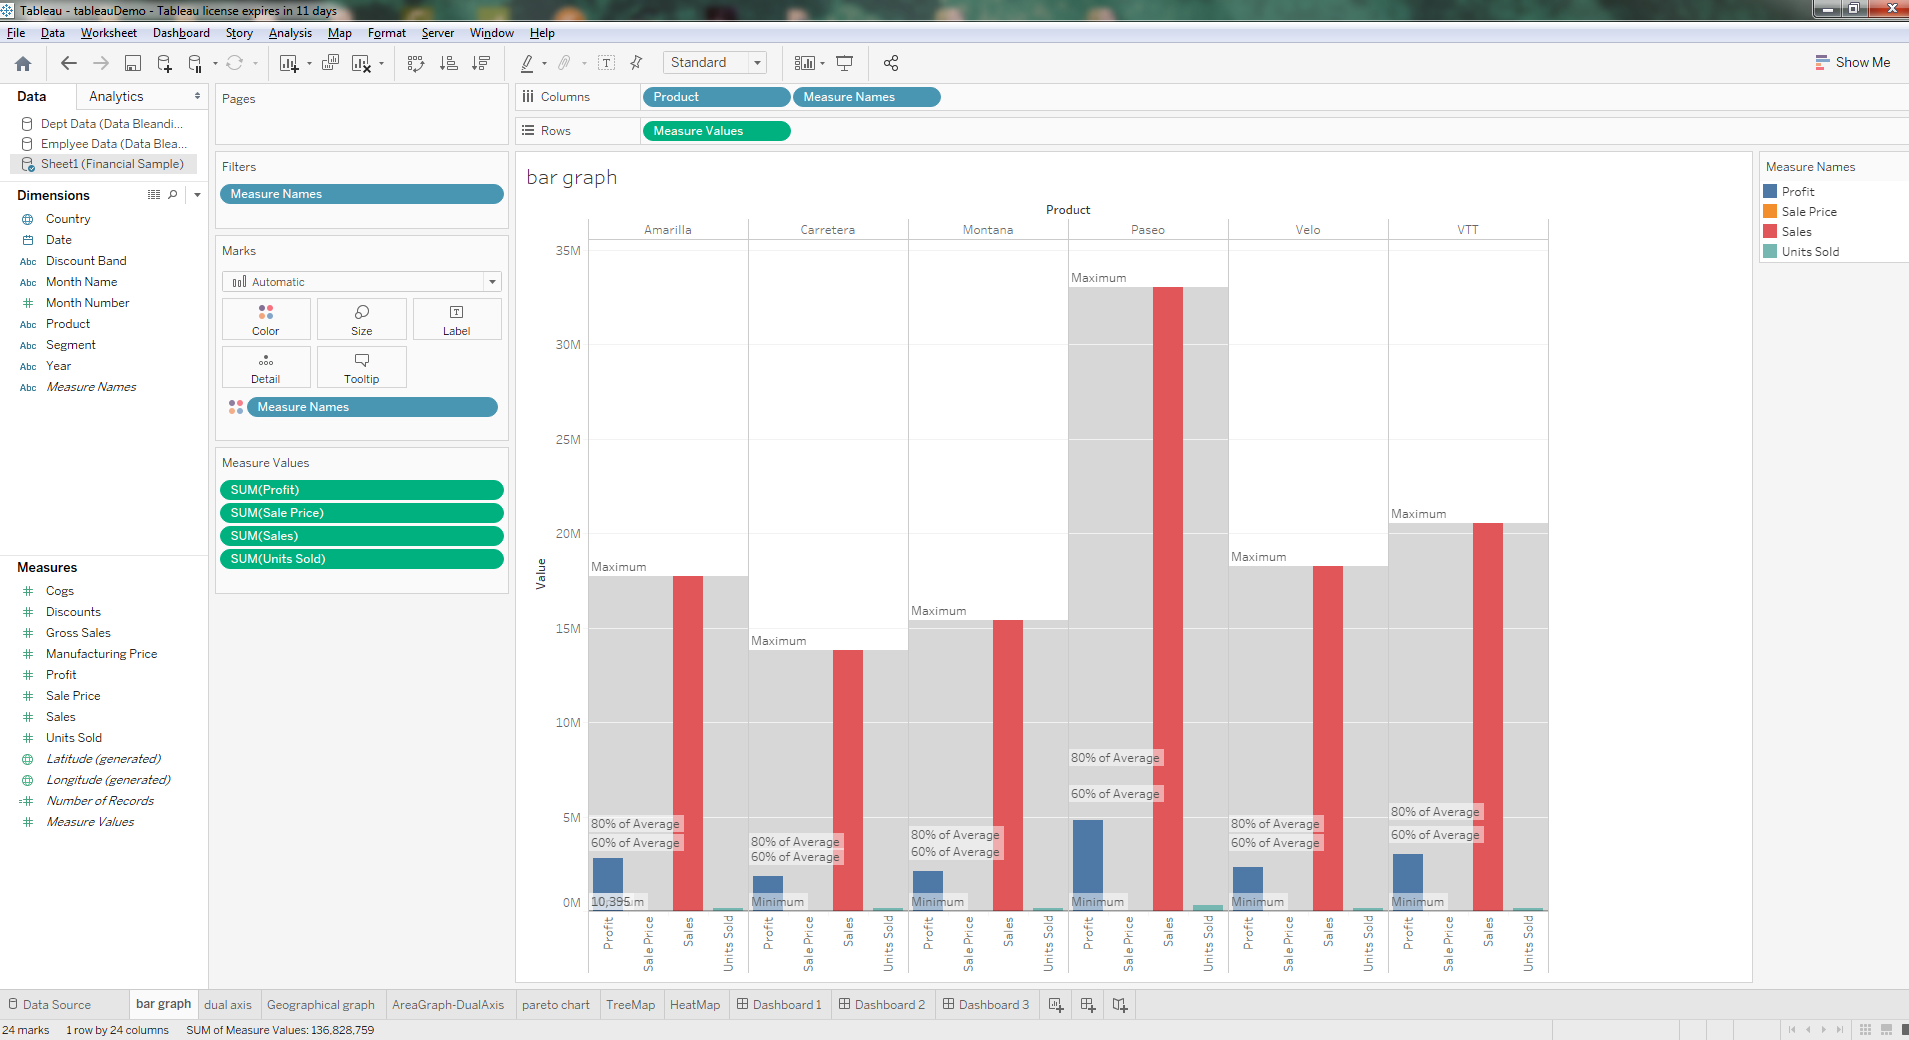 Tableau - tableauDemo - Tableau license expires in 11 days
File Data Worksheet Dashboard Story Analysis Map Format Server Window Help
Standard
Show Me
Data Analytics
Dept Data (Data Bleandi...
Emplyee Data (Data Blea...
Sheet1 (Financial Sample)
Dimensions
Country
Date
Abc Discount Band
Abc Month Name
Month Number
Abc Product
Abc Segment
Abc Year
Abc Measure Names
Measures
Cogs
Discounts
Gross Sales
Manufacturing Price
Profit
Sale Price
Sales
Units Sold
Latitude (generated)
Longitude (generated)
Number of Records
Measure Values
Pages
Filters
Measure Names
Marks
Automatic
Color Size Label
Detail Tooltip
Measure Names
Measure Values
SUM(Profit)
SUM(Sale Price)
SUM(Sales)
SUM(Units Sold)
Columns Product Measure Names
Rows Measure Values
bar graph
Product
Amarilla Carretera Montana Paseo Velo VTT
Value
35M
30M
25M
20M
15M
10M
5M
0M
Maximum
80% of Average
60% of Average
10,395
Maximum
80% of Average
60% of Average
Minimum
Maximum
80% of Average
60% of Average
Minimum
Maximum
80% of Average
60% of Average
Minimum
Maximum
80% of Average
60% of Average
Minimum
Maximum
80% of Average
60% of Average
Minimum
Profit Sale Price Sales Units Sold Profit Sale Price Sales Units Sold Profit Sale Price Sales Units Sold Profit Sale Price Sales Units Sold Profit Sale Price Sales Units Sold Profit Sale Price Sales Units Sold
Measure Names
Profit
Sale Price
Sales
Units Sold
Data Source bar graph dual axis Geographical graph AreaGraph-DualAxis pareto chart TreeMap HeatMap Dashboard 1 Dashboard 2 Dashboard 3
24 marks 1 row by 24 columns SUM of Measure Values: 136,828,759